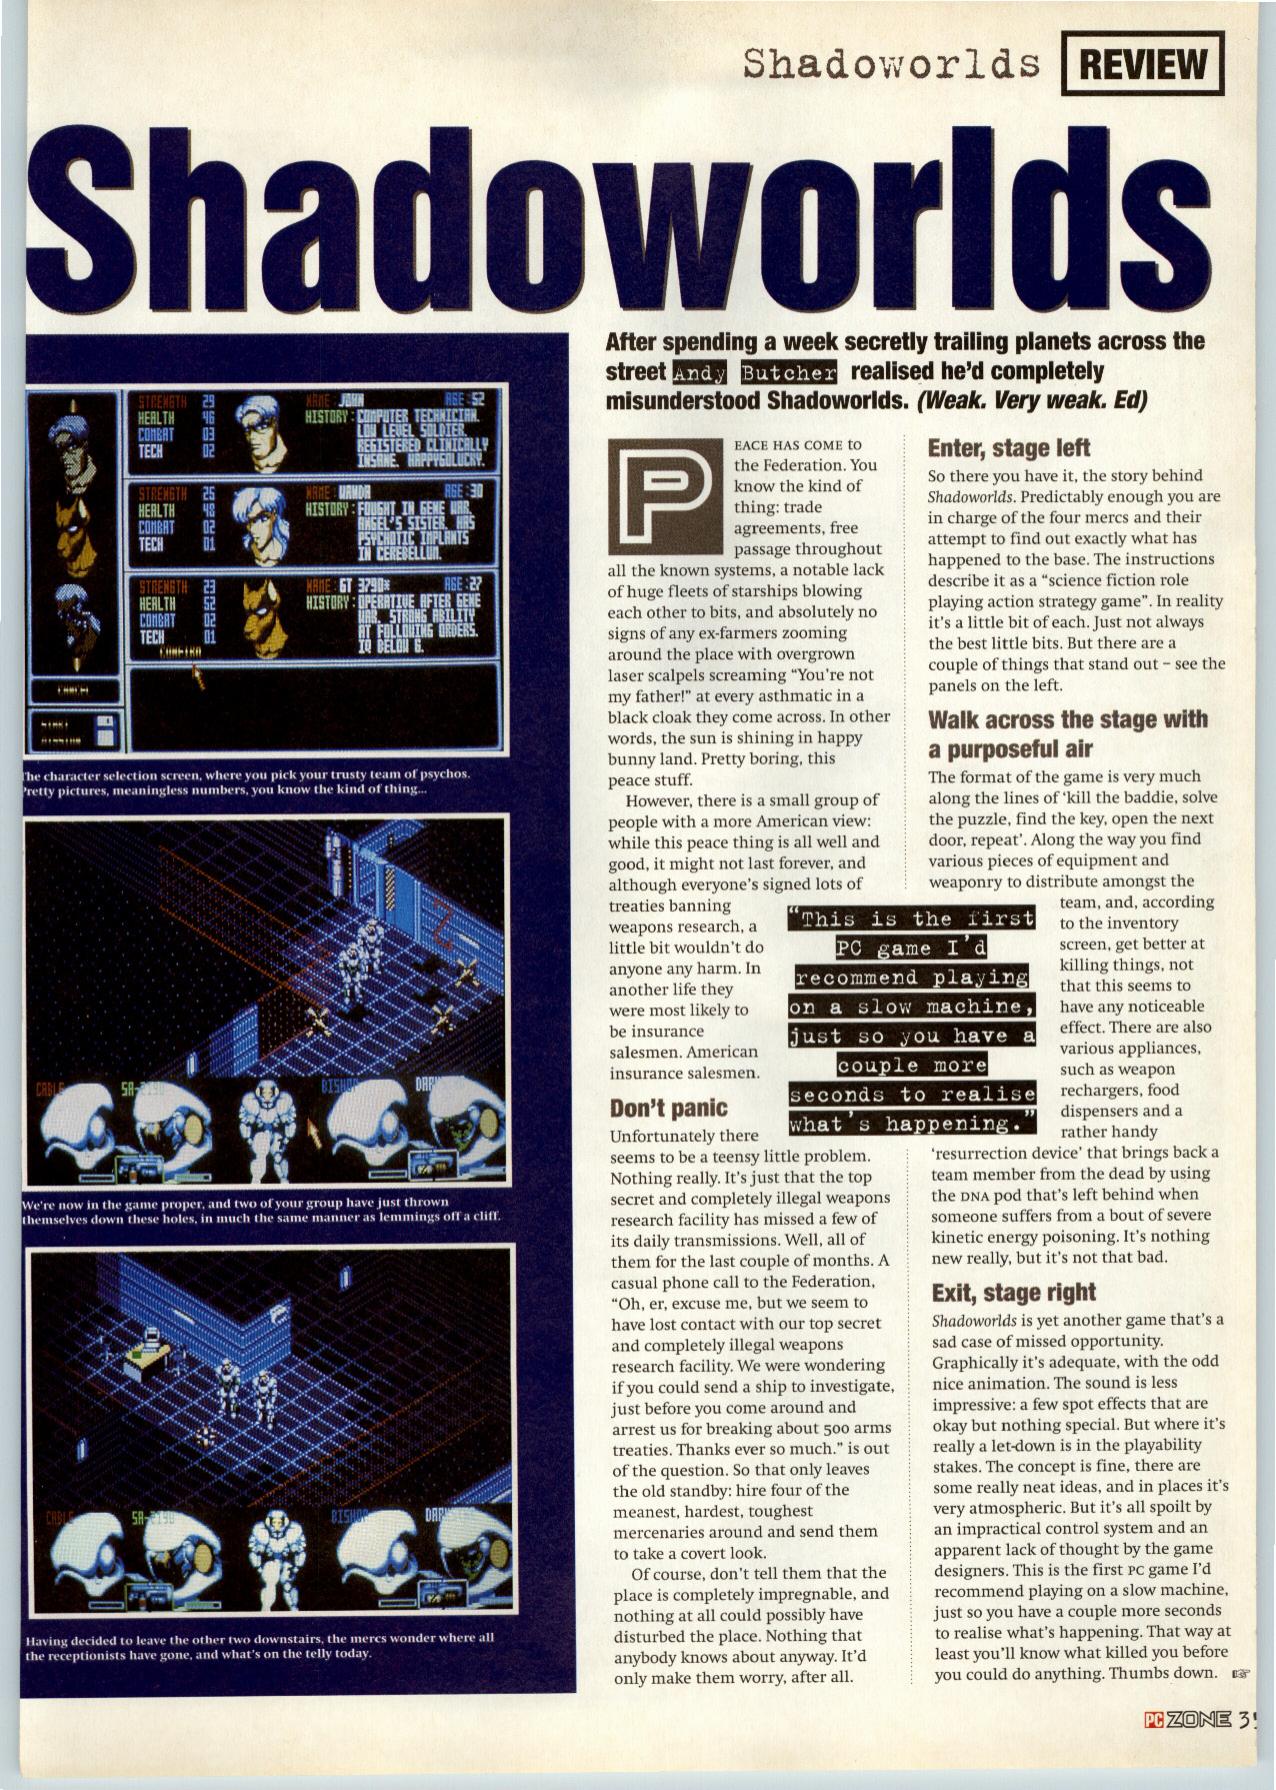 Shadoworlds REVIEW
Shadoworlds
After spending a week secretly trailing planets across the
street Andy Butcher realised he'd completely
misunderstood Shadoworlds. (Weak. Very weak. Ed)
STRENGTH 29 NAME: JOHN AGE:52
HEALTH 46 HISTORY: COMPUTER TECHNICIAN.
COMBAT 03 LOW LEVEL SOLDIER.
TECH 02 REGISTERED CLINICALLY
INSANE. HAPPYGOLUCKY.
STRENGTH 25 NAME: WANDA AGE:30
HEALTH 48 HISTORY: FOUGHT IN GENE WAR.
COMBAT 02 ANGEL'S SISTER. HAS
TECH 01 PSYCHOTIC IMPLANTS
IN CEREBELLUM.
STRENGTH 23 NAME: GT 3790* AGE:27
HEALTH 52 HISTORY: OPERATIVE AFTER GENE
COMBAT 02 WAR. STRONG ABILITY
TECH 01 AT FOLLOWING ORDERS.
IQ BELOW 6.
CANCEL
START
MISSION
The character selection screen, where you pick your trusty team of psychos.
Pretty pictures, meaningless numbers, you know the kind of thing...
CABLE BISHOP
We're now in the game proper, and two of your group have just thrown
themselves down these holes, in much the same manner as lemmings off a cliff.
CABLE BISHOP
Having decided to leave the other two downstairs, the mercs wonder where all
the receptionists have gone, and what's on the telly today.
PEACE HAS COME to
the Federation. You
know the kind of
thing: trade
agreements, free
passage throughout
all the known systems, a notable lack
of huge fleets of starships blowing
each other to bits, and absolutely no
signs of any ex-farmers zooming
around the place with overgrown
laser scalpels screaming "You're not
my father!" at every asthmatic in a
black cloak they come across. In other
words, the sun is shining in happy
bunny land. Pretty boring, this
peace stuff.
However, there is a small group of
people with a more American view:
while this peace thing is all well and
good, it might not last forever, and
although everyone's signed lots of
treaties banning
weapons research, a
little bit wouldn't do
anyone any harm. In
another life they
were most likely to
be insurance
salesmen. American
insurance salesmen.
Don't panic
Unfortunately there
seems to be a teensy little problem.
Nothing really. It's just that the top
secret and completely illegal weapons
research facility has missed a few of
its daily transmissions. Well, all of
them for the last couple of months. A
casual phone call to the Federation,
"Oh, er, excuse me, but we seem to
have lost contact with our top secret
and completely illegal weapons
research facility. We were wondering
if you could send a ship to investigate,
just before you come around and
arrest us for breaking about 500 arms
treaties. Thanks ever so much." is out
of the question. So that only leaves
the old standby: hire four of the
meanest, hardest, toughest
mercenaries around and send them
to take a covert look.
Of course, don't tell them that the
place is completely impregnable, and
nothing at all could possibly have
disturbed the place. Nothing that
anybody knows about anyway. It'd
only make them worry, after all.
"This is the first
PC game I'd
recommend playing
on a slow machine,
just so you have a
couple more
seconds to realise
what's happening."
Enter, stage left
So there you have it, the story behind
Shadoworlds. Predictably enough you are
in charge of the four mercs and their
attempt to find out exactly what has
happened to the base. The instructions
describe it as a "science fiction role
playing action strategy game". In reality
it's a little bit of each. Just not always
the best little bits. But there are a
couple of things that stand out – see the
panels on the left.
Walk across the stage with
a purposeful air
The format of the game is very much
along the lines of 'kill the baddie, solve
the puzzle, find the key, open the next
door, repeat'. Along the way you find
various pieces of equipment and
weaponry to distribute amongst the
team, and, according
to the inventory
screen, get better at
killing things, not
that this seems to
have any noticeable
effect. There are also
various appliances,
such as weapon
rechargers, food
dispensers and a
rather handy
'resurrection device' that brings back a
team member from the dead by using
the DNA pod that's left behind when
someone suffers from a bout of severe
kinetic energy poisoning. It's nothing
new really, but it's not that bad.
Exit, stage right
Shadoworlds is yet another game that's a
sad case of missed opportunity.
Graphically it's adequate, with the odd
nice animation. The sound is less
impressive: a few spot effects that are
okay but nothing special. But where it's
really a let-down is in the playability
stakes. The concept is fine, there are
some really neat ideas, and in places it's
very atmospheric. But it's all spoilt by
an impractical control system and an
apparent lack of thought by the game
designers. This is the first PC game I'd
recommend playing on a slow machine,
just so you have a couple more seconds
to realise what's happening. That way at
least you'll know what killed you before
you could do anything. Thumbs down.
PC ZONE